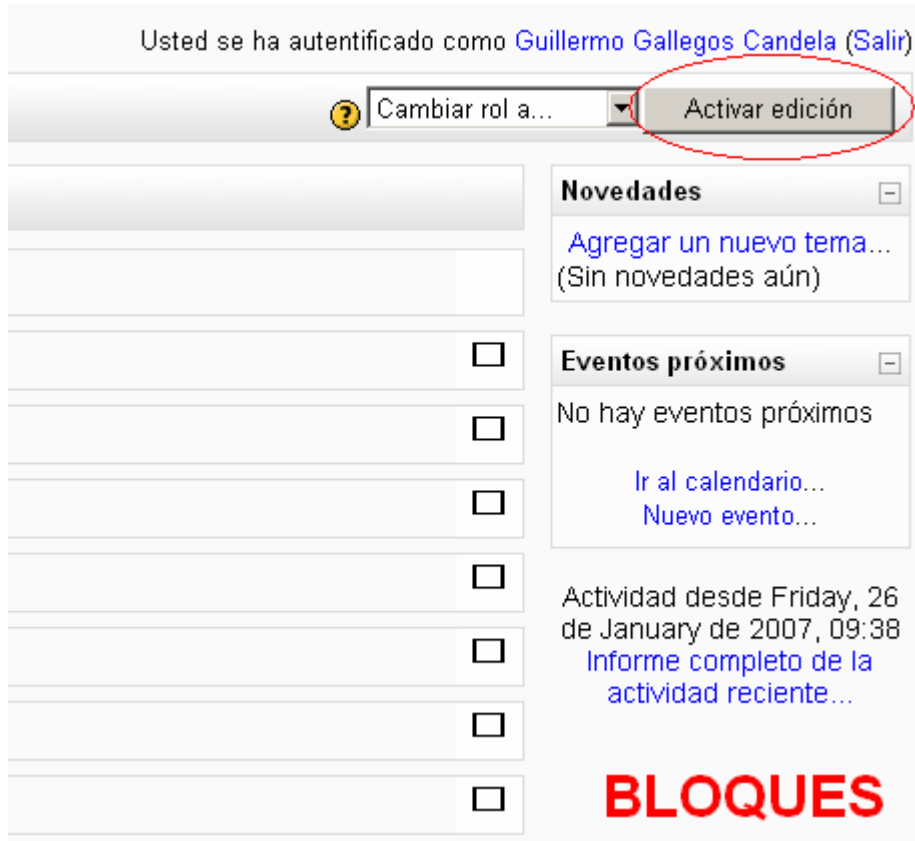 Usted se ha autentificado como Guillermo Gallegos Candela (Salir)
? Cambiar rol a... Activar edición
Novedades
Agregar un nuevo tema...
(Sin novedades aún)
Eventos próximos
No hay eventos próximos
Ir al calendario...
Nuevo evento...
Actividad desde Friday, 26
de January de 2007, 09:38
Informe completo de la
actividad reciente...
BLOQUES